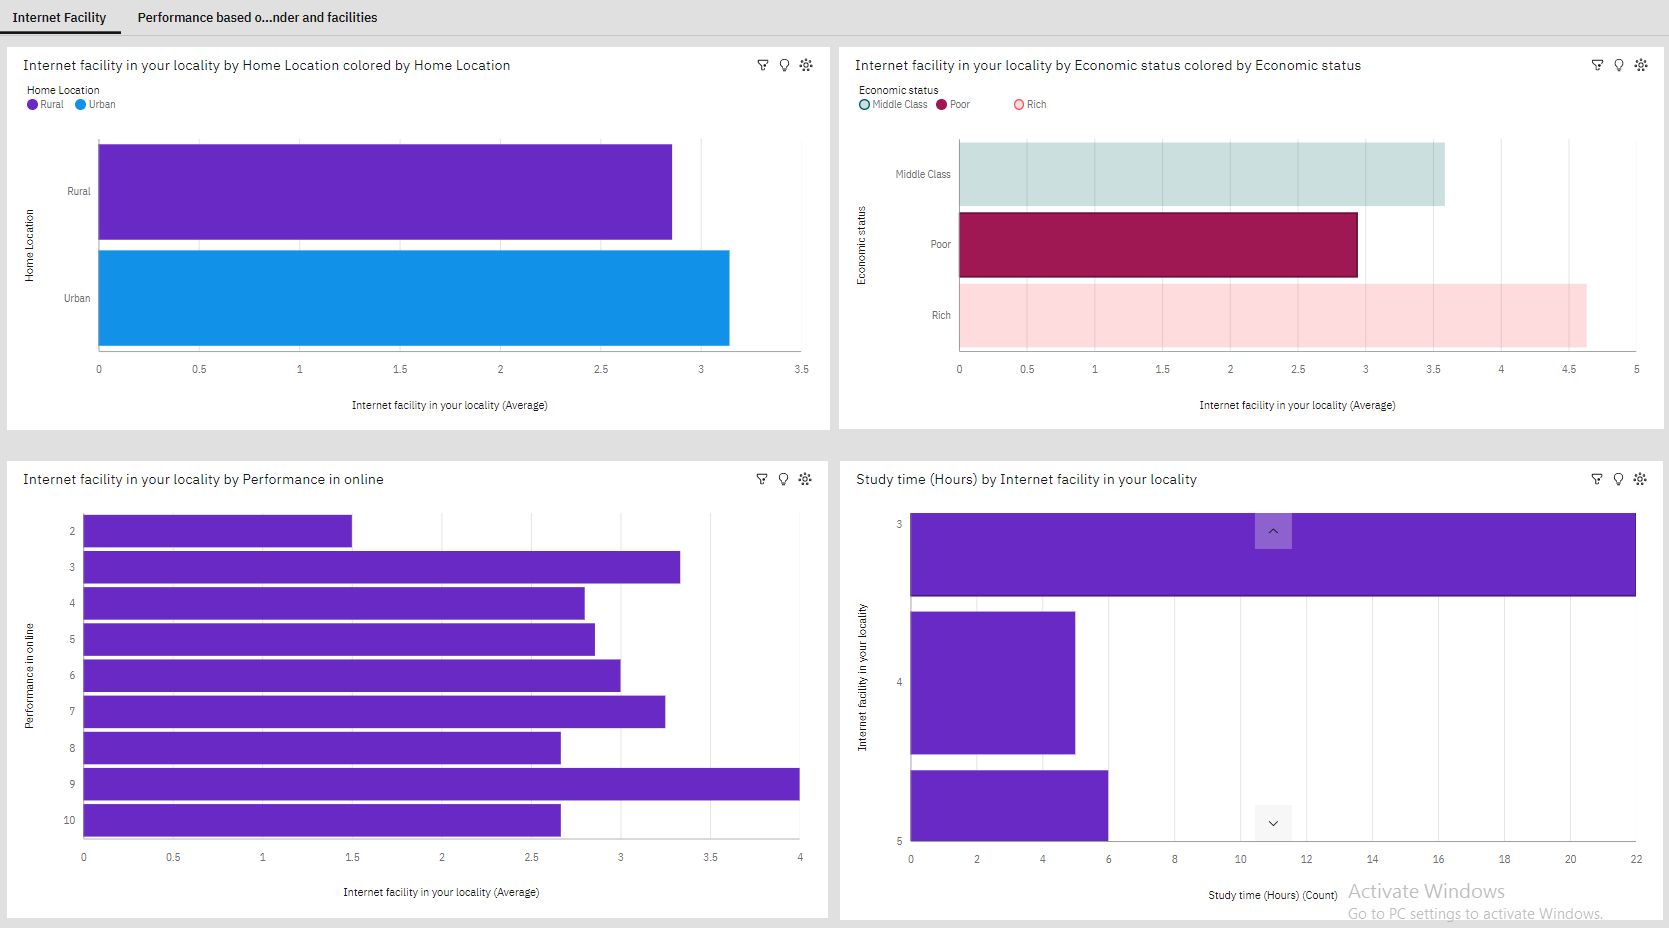 Internet Facility
Performance based o...nder and facilities
Internet facility in your locality by Home Location colored by Home Location
Home Location
Rural Urban
Rural
Urban
Home Location
0 0.5 1 1.5 2 2.5 3 3.5
Internet facility in your locality (Average)
Internet facility in your locality by Economic status colored by Economic status
Economic status
Middle Class Poor Rich
Middle Class
Poor
Rich
Economic status
0 0.5 1 1.5 2 2.5 3 3.5 4 4.5 5
Internet facility in your locality (Average)
Internet facility in your locality by Performance in online
2
3
4
5
6
7
8
9
10
Performance in online
0 0.5 1 1.5 2 2.5 3 3.5 4
Internet facility in your locality (Average)
Study time (Hours) by Internet facility in your locality
3
4
5
Internet facility in your locality
0 2 4 6 8 10 12 14 16 18 20 22
Study time (Hours) (Count)
Activate Windows
Go to PC settings to activate Windows.